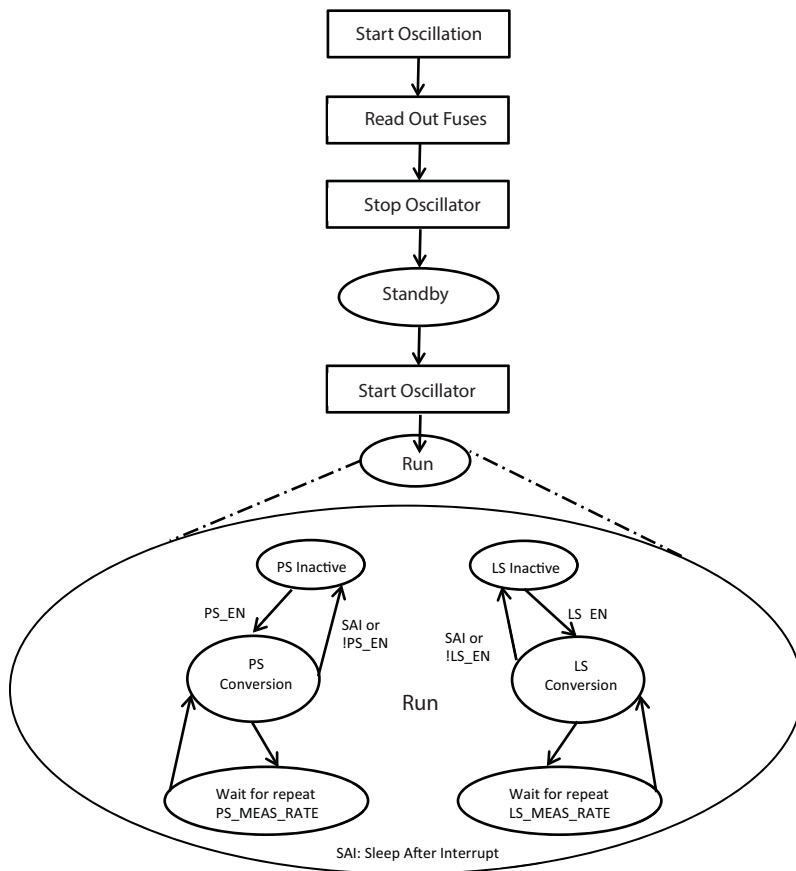 Start Oscillation
Read Out Fuses
Stop Oscillator
Standby
Start Oscillator
Run
PS Inactive
LS Inactive
PS_EN
SAI or
!PS_EN
SAI or
!LS_EN
LS_EN
PS
Conversion
Run
LS
Conversion
Wait for repeat
PS_MEAS_RATE
Wait for repeat
LS_MEAS_RATE
SAI: Sleep After Interrupt